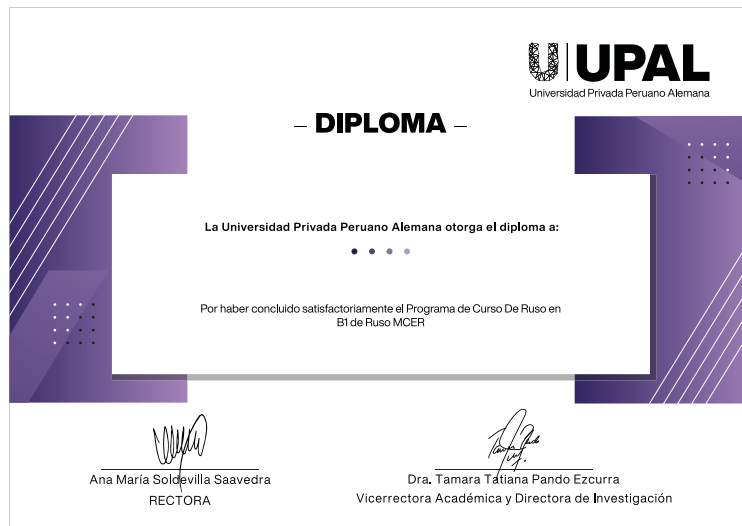 UPAL
Universidad Privada Peruano Alemana
– DIPLOMA –
La Universidad Privada Peruano Alemana otorga el diploma a:
Por haber concluido satisfactoriamente el Programa de Curso De Ruso en
B1 de Ruso MCER
Ana María Soldevilla Saavedra
RECTORA
Dra. Tamara Tatiana Pando Ezcurra
Vicerrectora Académica y Directora de Investigación